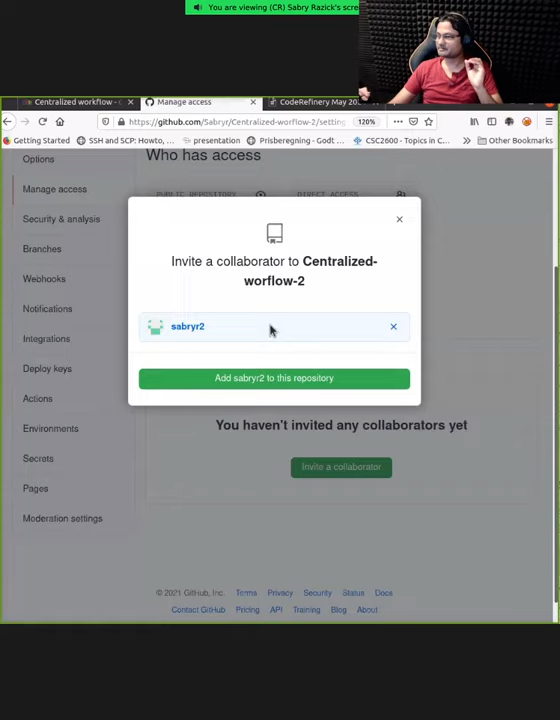 You are viewing (CR) Sabry Razick's scre
Centralized workflow - C
Manage access
CodeRefinery May 20
https://github.com/Sabryr/Centralized-worflow-2/setting
120%
Getting Started
SSH and SCP: Howto, ...
presentation
Prisberegning - Godt ...
CSC2600 - Topics in C...
Other Bookmarks
Options
Who has access
Manage access
PUBLIC REPOSITORY
DIRECT ACCESS
Security & analysis
Branches
Webhooks
Notifications
Integrations
Deploy keys
Actions
Environments
Secrets
Pages
Moderation settings
Invite a collaborator to Centralized-
worflow-2
sabryr2
Add sabryr2 to this repository
You haven't invited any collaborators yet
Invite a collaborator
© 2021 GitHub, Inc.
Terms
Privacy
Security
Status
Docs
Contact GitHub
Pricing
API
Training
Blog
About